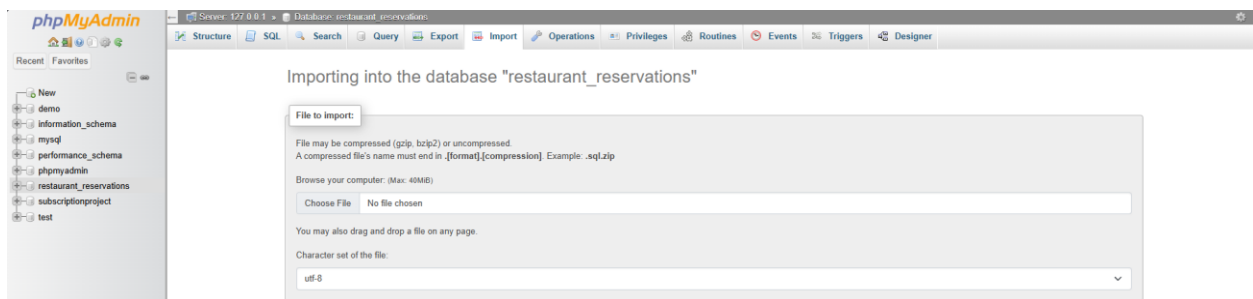 phpMyAdmin
Recent Favorites
New
demo
information_schema
mysql
performance_schema
phpmyadmin
restaurant_reservations
subscriptionproject
test
Server: 127.0.0.1 » Database: restaurant_reservations
Structure SQL Search Query Export Import Operations Privileges Routines Events Triggers Designer
Importing into the database "restaurant_reservations"
File to import:
File may be compressed (gzip, bzip2) or uncompressed.
A compressed file's name must end in .[format].[compression]. Example: .sql.zip
Browse your computer: (Max: 40MiB)
Choose File No file chosen
You may also drag and drop a file on any page.
Character set of the file:
utf-8